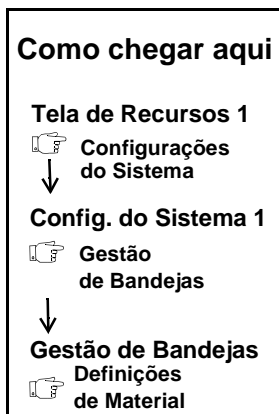 Como chegar aqui
Tela de Recursos 1
Configurações
do Sistema
Config. do Sistema 1
Gestão
de Bandejas
Gestão de Bandejas
Definições
de Material